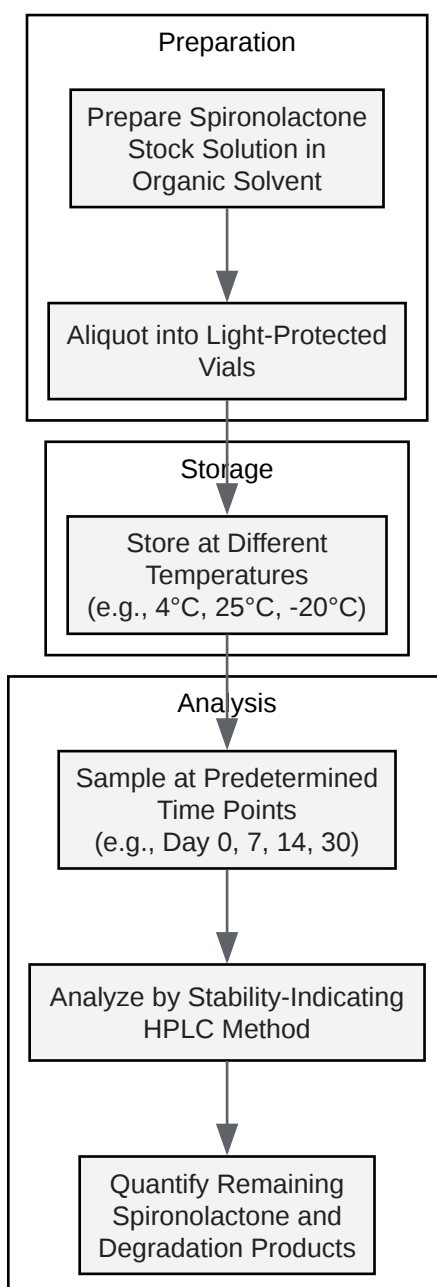 Preparation
Prepare Spironolactone
Stock Solution in
Organic Solvent
Aliquot into Light-Protected
Vials
Storage
Store at Different
Temperatures
(e.g., 4°C, 25°C, -20°C)
Analysis
Sample at Predetermined
Time Points
(e.g., Day 0, 7, 14, 30)
Analyze by Stability-Indicating
HPLC Method
Quantify Remaining
Spironolactone and
Degradation Products